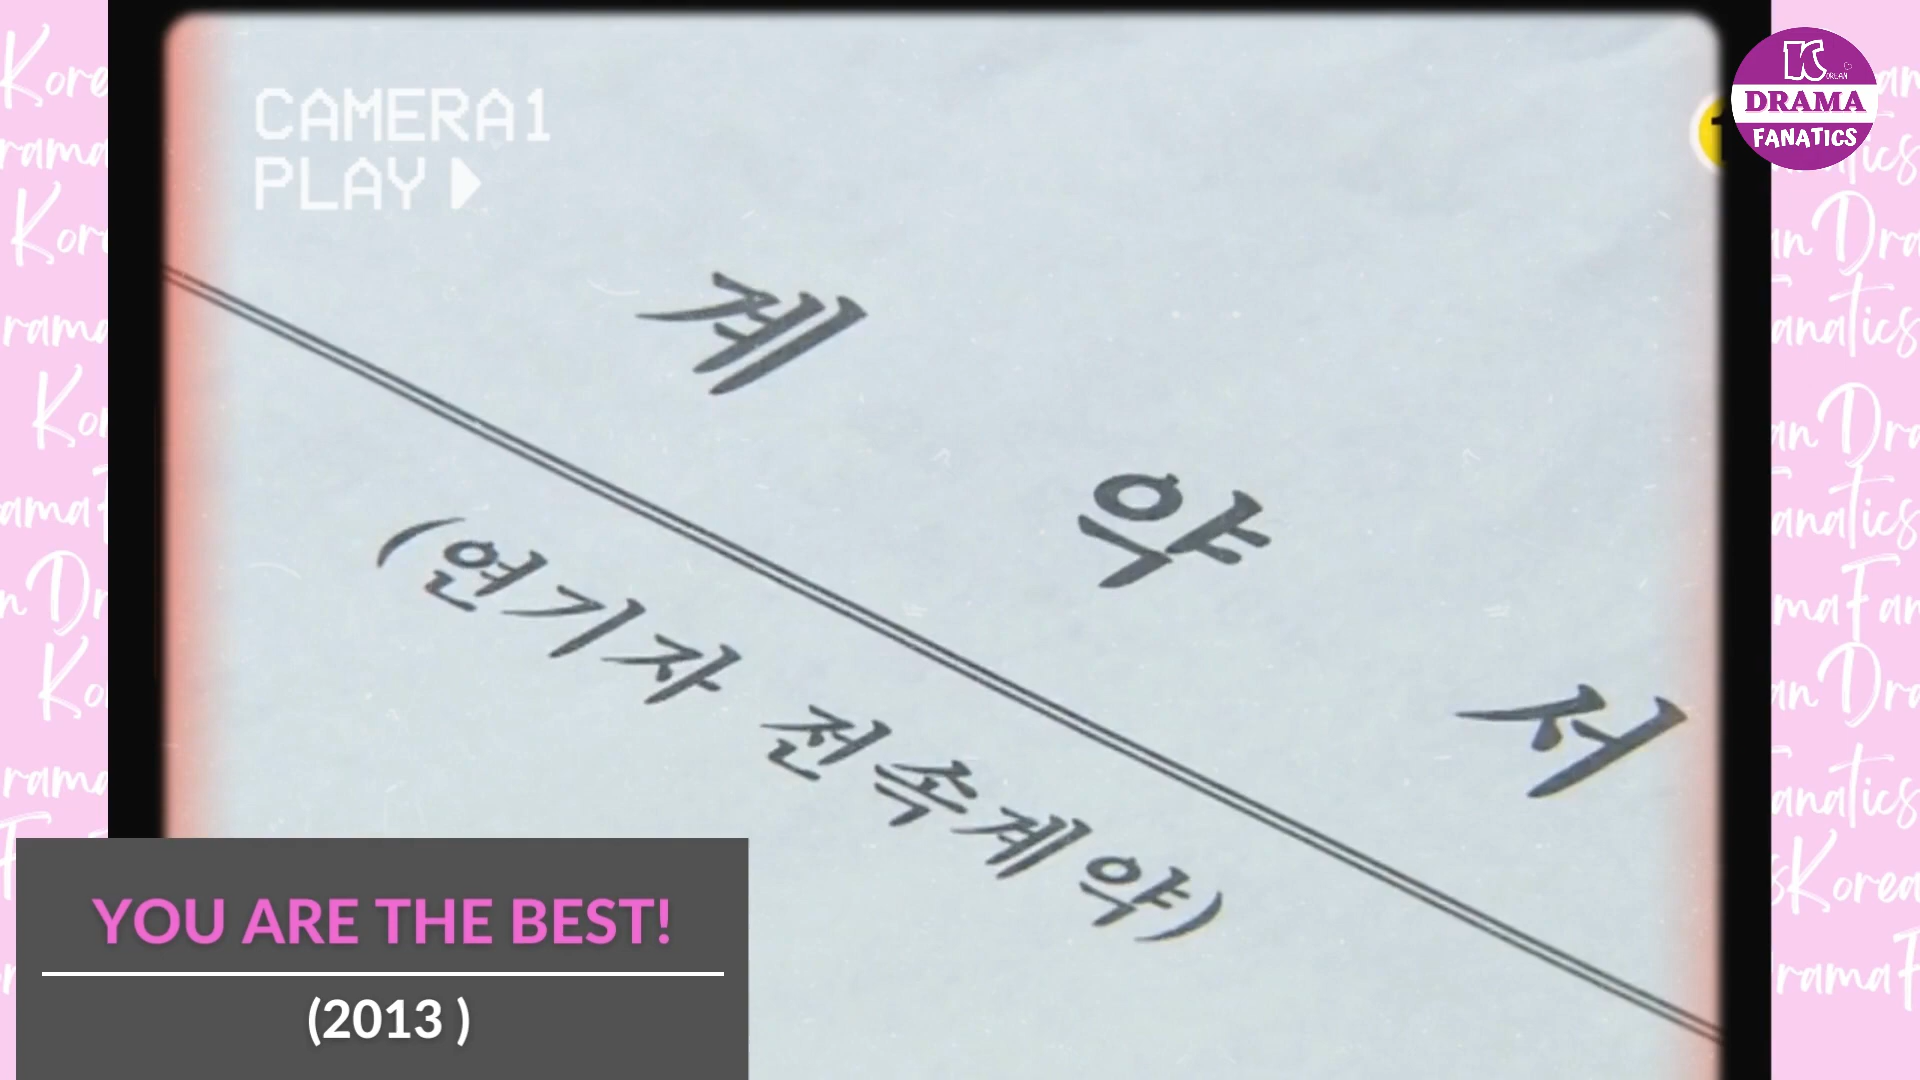 CAMERA1
PLAY
K
OREAN
DRAMA
FANATICS
계 약 서
(연기자 전속계약)
YOU ARE THE BEST!
(2013 )